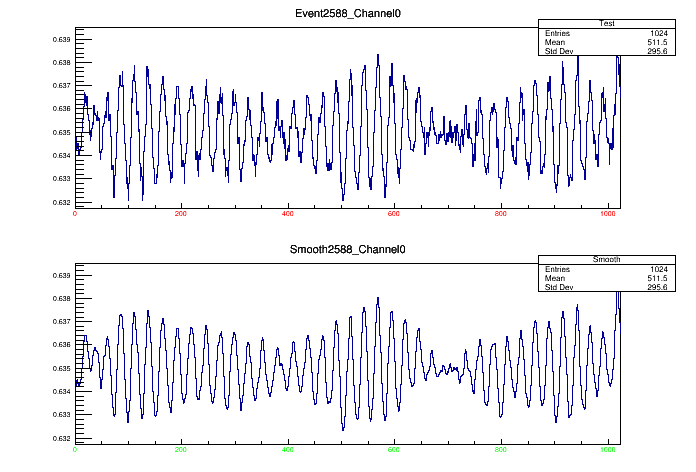 Event2588_Channel0
Test
Entries 1024
Mean 511.5
Std Dev 295.6
0.639
0.638
0.637
0.636
0.635
0.634
0.633
0.632
0 200 400 600 800 1000
Smooth2588_Channel0
Smooth
Entries 1024
Mean 511.5
Std Dev 295.6
0.639
0.638
0.637
0.636
0.635
0.634
0.633
0.632
0 200 400 600 800 1000